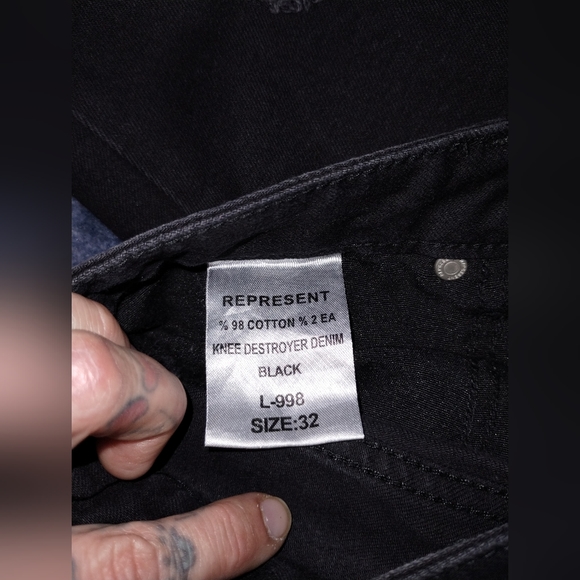 REPRESENT
% 98 COTTON % 2 EA
KNEE DESTROYER DENIM
BLACK
L-998
SIZE:32